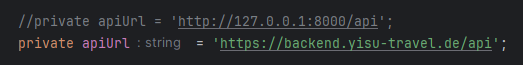 //private apiUrl = 'http://127.0.0.1:8000/api';
private apiUrl : string = 'https://backend.yisu-travel.de/api';